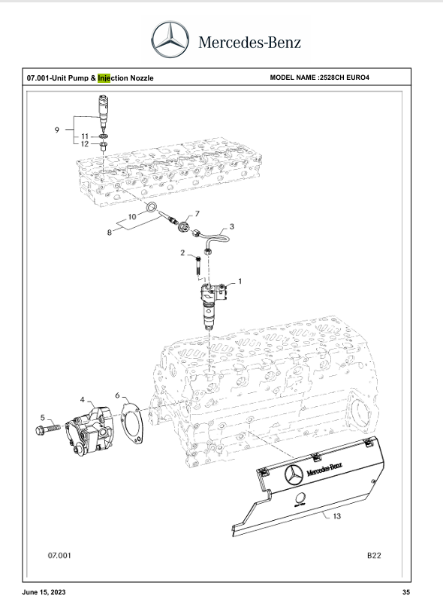 Mercedes-Benz
07.001-Unit Pump & Injection Nozzle
MODEL NAME :2528CH EURO4
9
11
12
10
8
7
3
2
1
4
6
5
Mercedes-Benz
13
07.001
B22
June 15, 2023
35